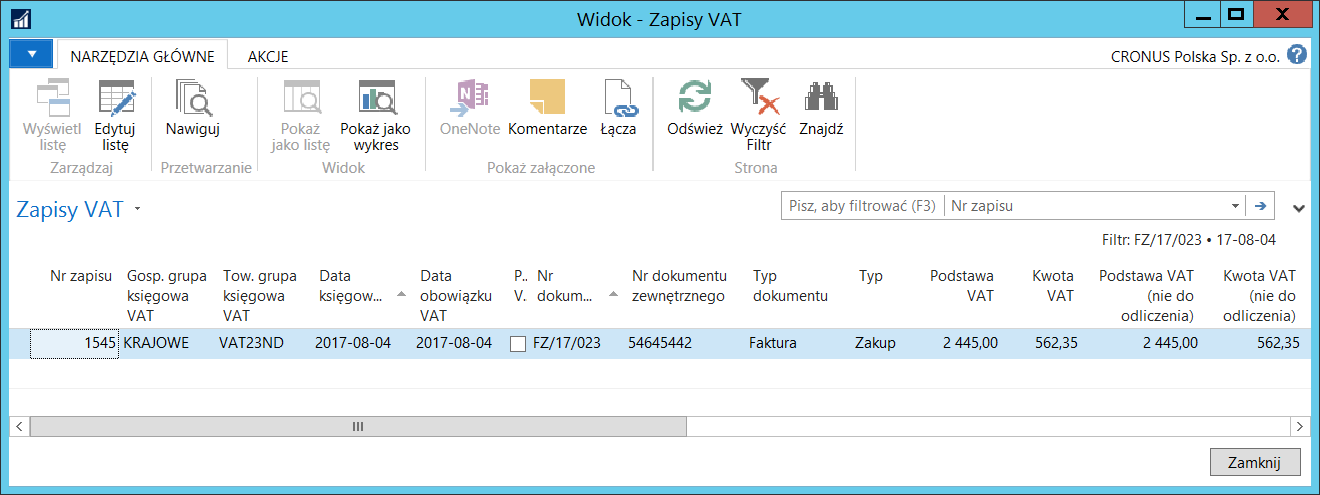 Widok - Zapisy VAT
NARZĘDZIA GŁÓWNE AKCJE CRONUS Polska Sp. z o.o. ?
Wyświetl listę
Edytuj listę
Nawiguj
Pokaż jako listę
Pokaż jako wykres
OneNote
Komentarze
Łącza
Odśwież
Wyczyść Filtr
Znajdź
Zarządzaj Przetwarzanie Widok Pokaż załączone Strona
Zapisy VAT
Pisz, aby filtrować (F3) Nr zapisu
Filtr: FZ/17/023 • 17-08-04
Nr zapisu
Gosp. grupa księgowa VAT
Tow. grupa księgowa VAT
Data księgow...
Data obowiązku VAT
P.. V.
Nr dokum...
Nr dokumentu zewnętrznego
Typ dokumentu
Typ
Podstawa VAT
Kwota VAT
Podstawa VAT (nie do odliczenia)
Kwota VAT (nie do odliczenia)
1545 KRAJOWE VAT23ND 2017-08-04 2017-08-04 FZ/17/023 54645442 Faktura Zakup 2 445,00 562,35 2 445,00 562,35
Zamknij